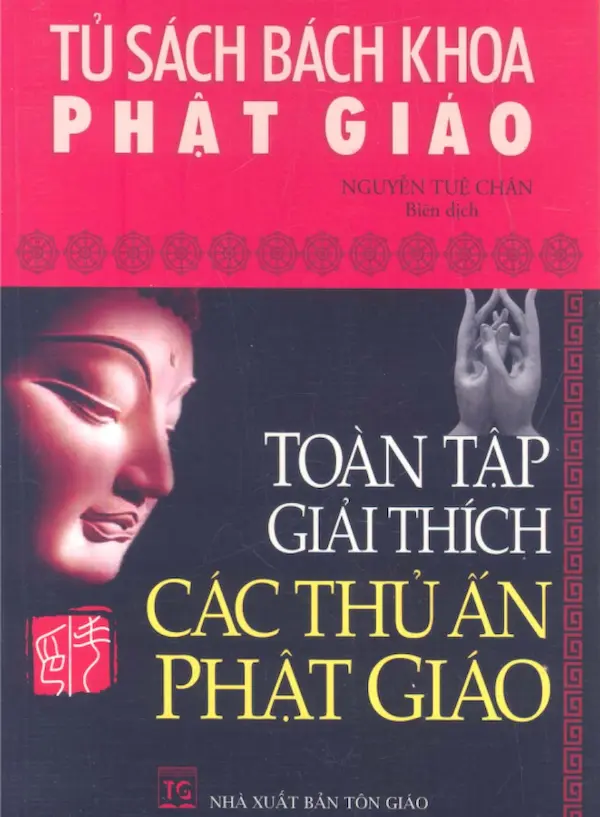 TỦ SÁCH BÁCH KHOA
PHẬT GIÁO
NGUYỄN TUỆ CHÂN
Biên dịch
TOÀN TẬP
GIẢI THÍCH
CÁC THỦ ẤN
PHẬT GIÁO
TG
NHÀ XUẤT BẢN TÔN GIÁO